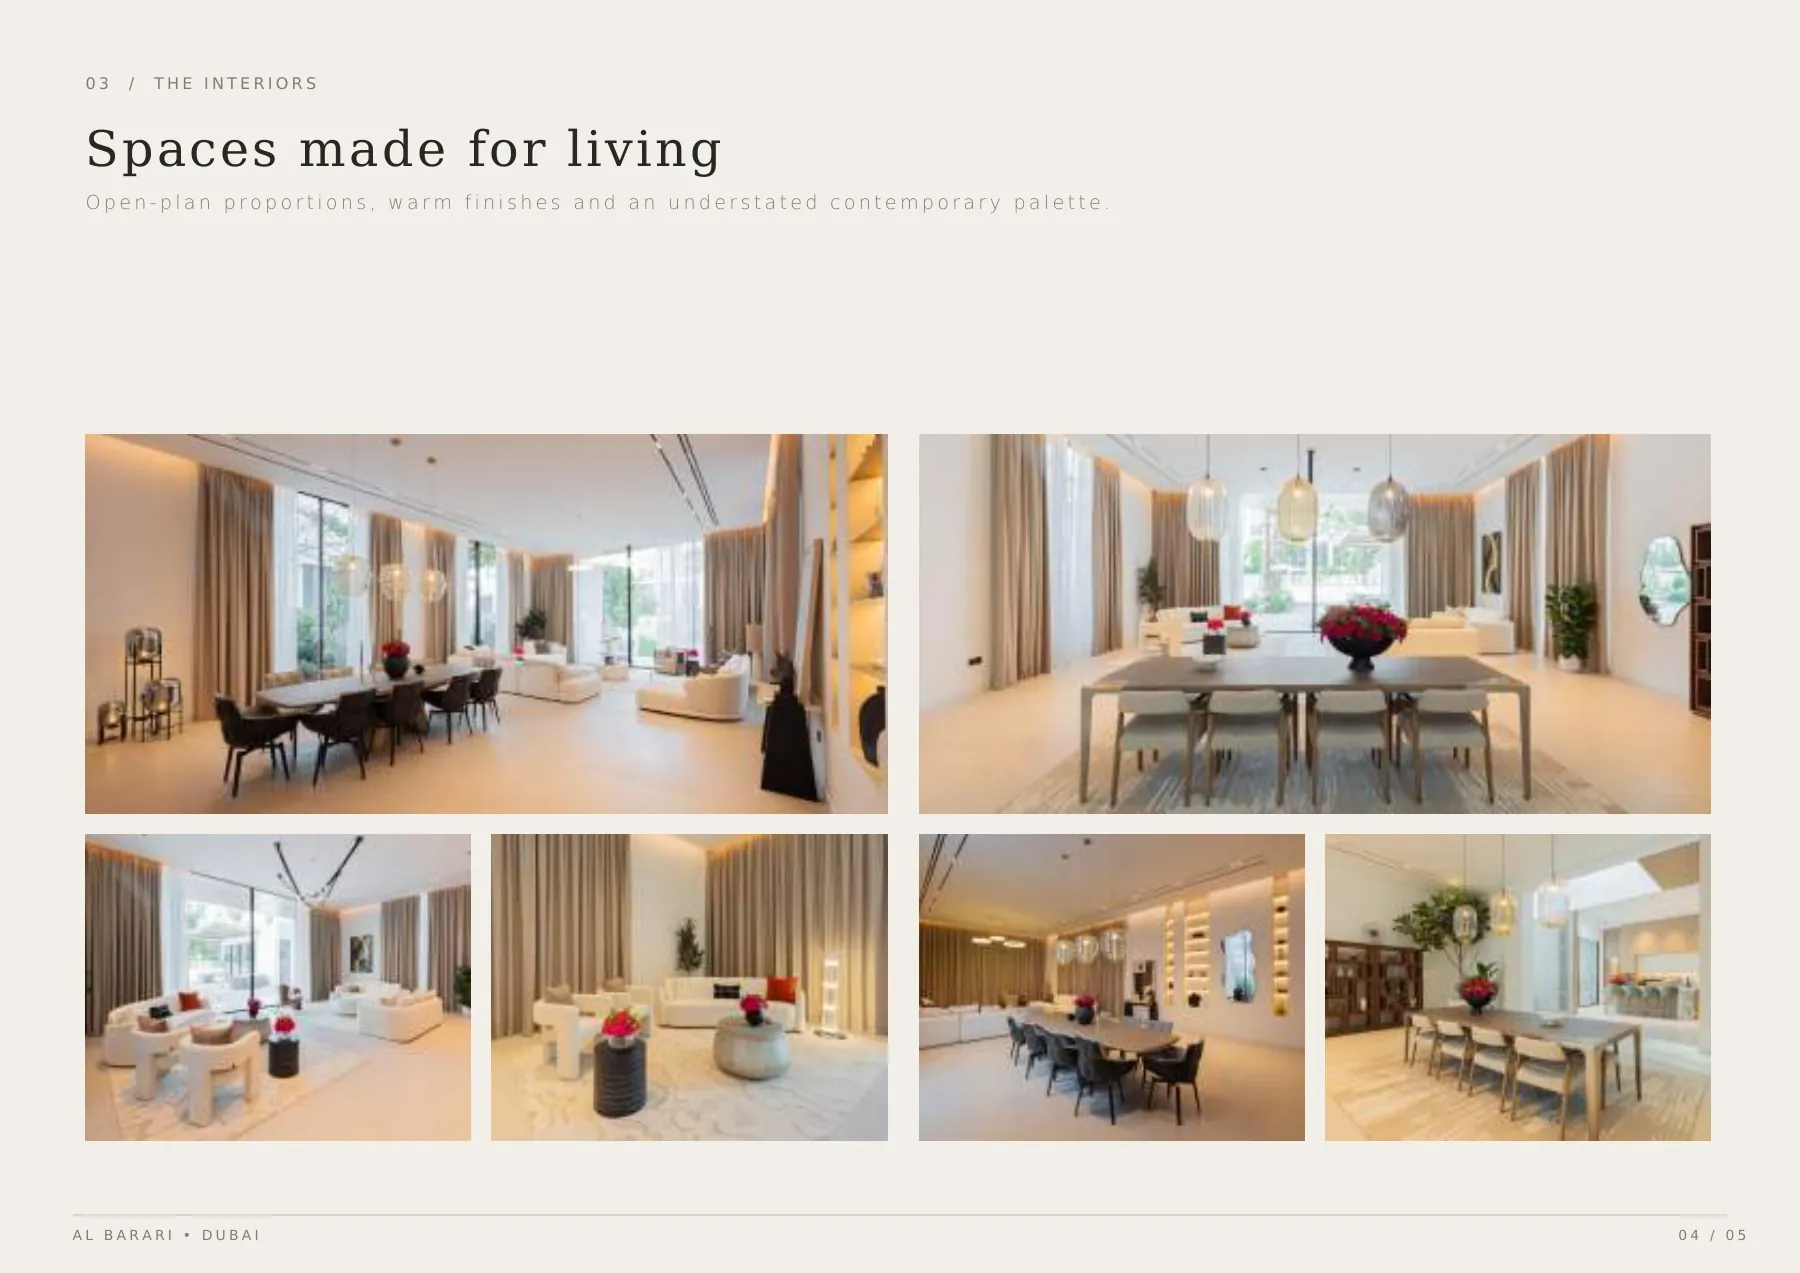 03 / THE INTERIORS
Spaces made for living
Open-plan proportions, warm finishes and an understated contemporary palette.
AL BARARI • DUBAI
04 / 05